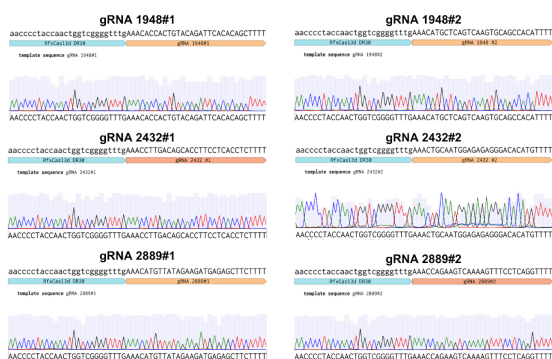 gRNA 1948#1
aacccctaccaactggtcggggtttgAAACACCACTGTACAGATTCACACAGCTTTT
RfxCas13d DR30 gRNA 1948#1
template sequence gRNA 1948#1
AACCCCTACCAACTGGTCGGGGTTTGAAACACCACTGTACAGATTCACACAGCTTTT
gRNA 1948#2
aacccctaccaactggtcggggtttgAAACATGCTCAGTCAAGTGCAGCCACATTTT
RfxCas13d DR30 gRNA 1948 #2
template sequence gRNA 1948#2
AACCCCTACCAACTGGTCGGGGTTTGAAACATGCTCAGTCAAGTGCAGCCACATTTT
gRNA 2432#1
aacccctaccaactggtcggggtttgAAACCTTGACAGCACCTTCCTCACCTCTTTT
RfxCas13d DR30 gRNA 2432 #1
template sequence gRNA 2432#1
AACCCCTACCAACTGGTCGGGGTTTGAAACCTTGACAGCACCTTCCTCACCTCTTTT
gRNA 2432#2
aacccctaccaactggtcggggtttgAAACTGCAATGGAGAGAGGGACACATGTTTT
RfxCas13d DR30 gRNA 2432 #2
template sequence gRNA 2432#2
AACCCCTACCAACTGGTCGGGGTTTGAAACTGCAATGGAGAGAGGGACACATGTTTT
gRNA 2889#1
aacccctaccaactggtcggggtttgAAACATGTTATAGAAGATGAGAGCTTCTTTT
RfxCas13d DR30 gRNA 2889#1
template sequence gRNA 2889#1
AACCCCTACCAACTGGTCGGGGTTTGAAACATGTTATAGAAGATGAGAGCTTCTTTT
gRNA 2889#2
aacccctaccaactggtcggggtttgAAACCAGAAGTCAAAAGTTTCCTCAGGTTTT
RfxCas13d DR30 gRNA 2889#2
template sequence gRNA 2889#2
AACCCCTACCAACTGGTCGGGGTTTGAAACCAGAAGTCAAAAGTTTCCTCAGGTTTT